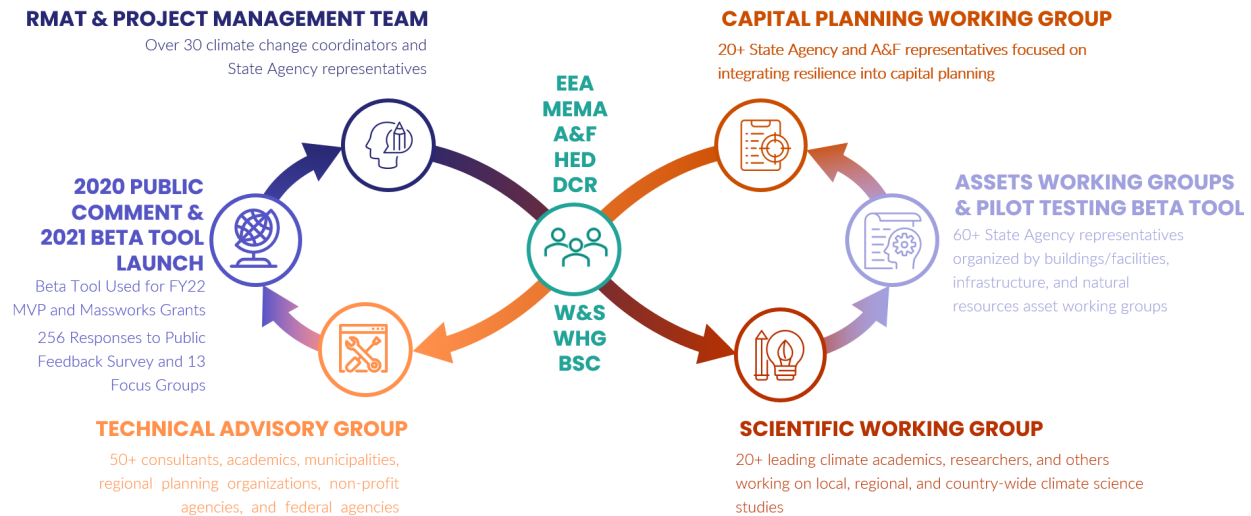 RMAT & PROJECT MANAGEMENT TEAM
Over 30 climate change coordinators and
State Agency representatives
CAPITAL PLANNING WORKING GROUP
20+ State Agency and A&F representatives focused on
integrating resilience into capital planning
EEA
MEMA
A&F
HED
DCR
2020 PUBLIC
COMMENT &
2021 BETA TOOL
LAUNCH
Beta Tool Used for FY22
MVP and Massworks Grants
256 Responses to Public
Feedback Survey and 13
Focus Groups
ASSETS WORKING GROUPS
& PILOT TESTING BETA TOOL
60+ State Agency representatives
organized by buildings/facilities,
infrastructure, and natural
resources asset working groups
W&S
WHG
BSC
TECHNICAL ADVISORY GROUP
50+ consultants, academics, municipalities,
regional planning organizations, non-profit
agencies, and federal agencies
SCIENTIFIC WORKING GROUP
20+ leading climate academics, researchers, and others
working on local, regional, and country-wide climate science
studies